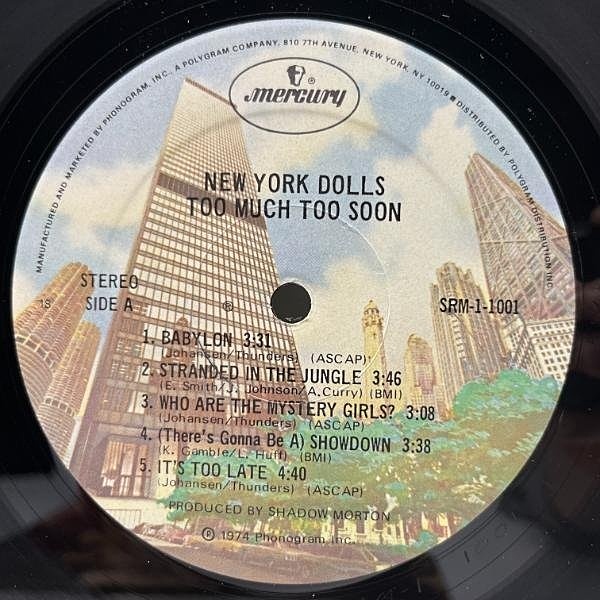 MANUFACTURED AND MARKETED BY PHONOGRAM, INC., A POLYGRAM COMPANY, 810 7TH AVENUE, NEW YORK, NY 10019 ■ DISTRIBUTED BY POLYGRAM DISTRIBUTION INC.
mercury ®
NEW YORK DOLLS
TOO MUCH TOO SOON
STEREO
SIDE A
18
℗
SRM-1-1001
1. BABYLON 3:31
(Johansen/Thunders) (ASCAP)
2. STRANDED IN THE JUNGLE 3:46
(E. Smith/J. Johnson/A.Curry) (BMI)
3. WHO ARE THE MYSTERY GIRLS? 3:08
(Johansen/Thunders) (ASCAP)
4. (There's Gonna Be A) SHOWDOWN 3:38
(K. Gamble/L. Huff) (BMI)
5. IT'S TOO LATE 4:40
(Johansen/Thunders) (ASCAP)
PRODUCED BY SHADOW MORTON
℗ 1974 Phonogram Inc.